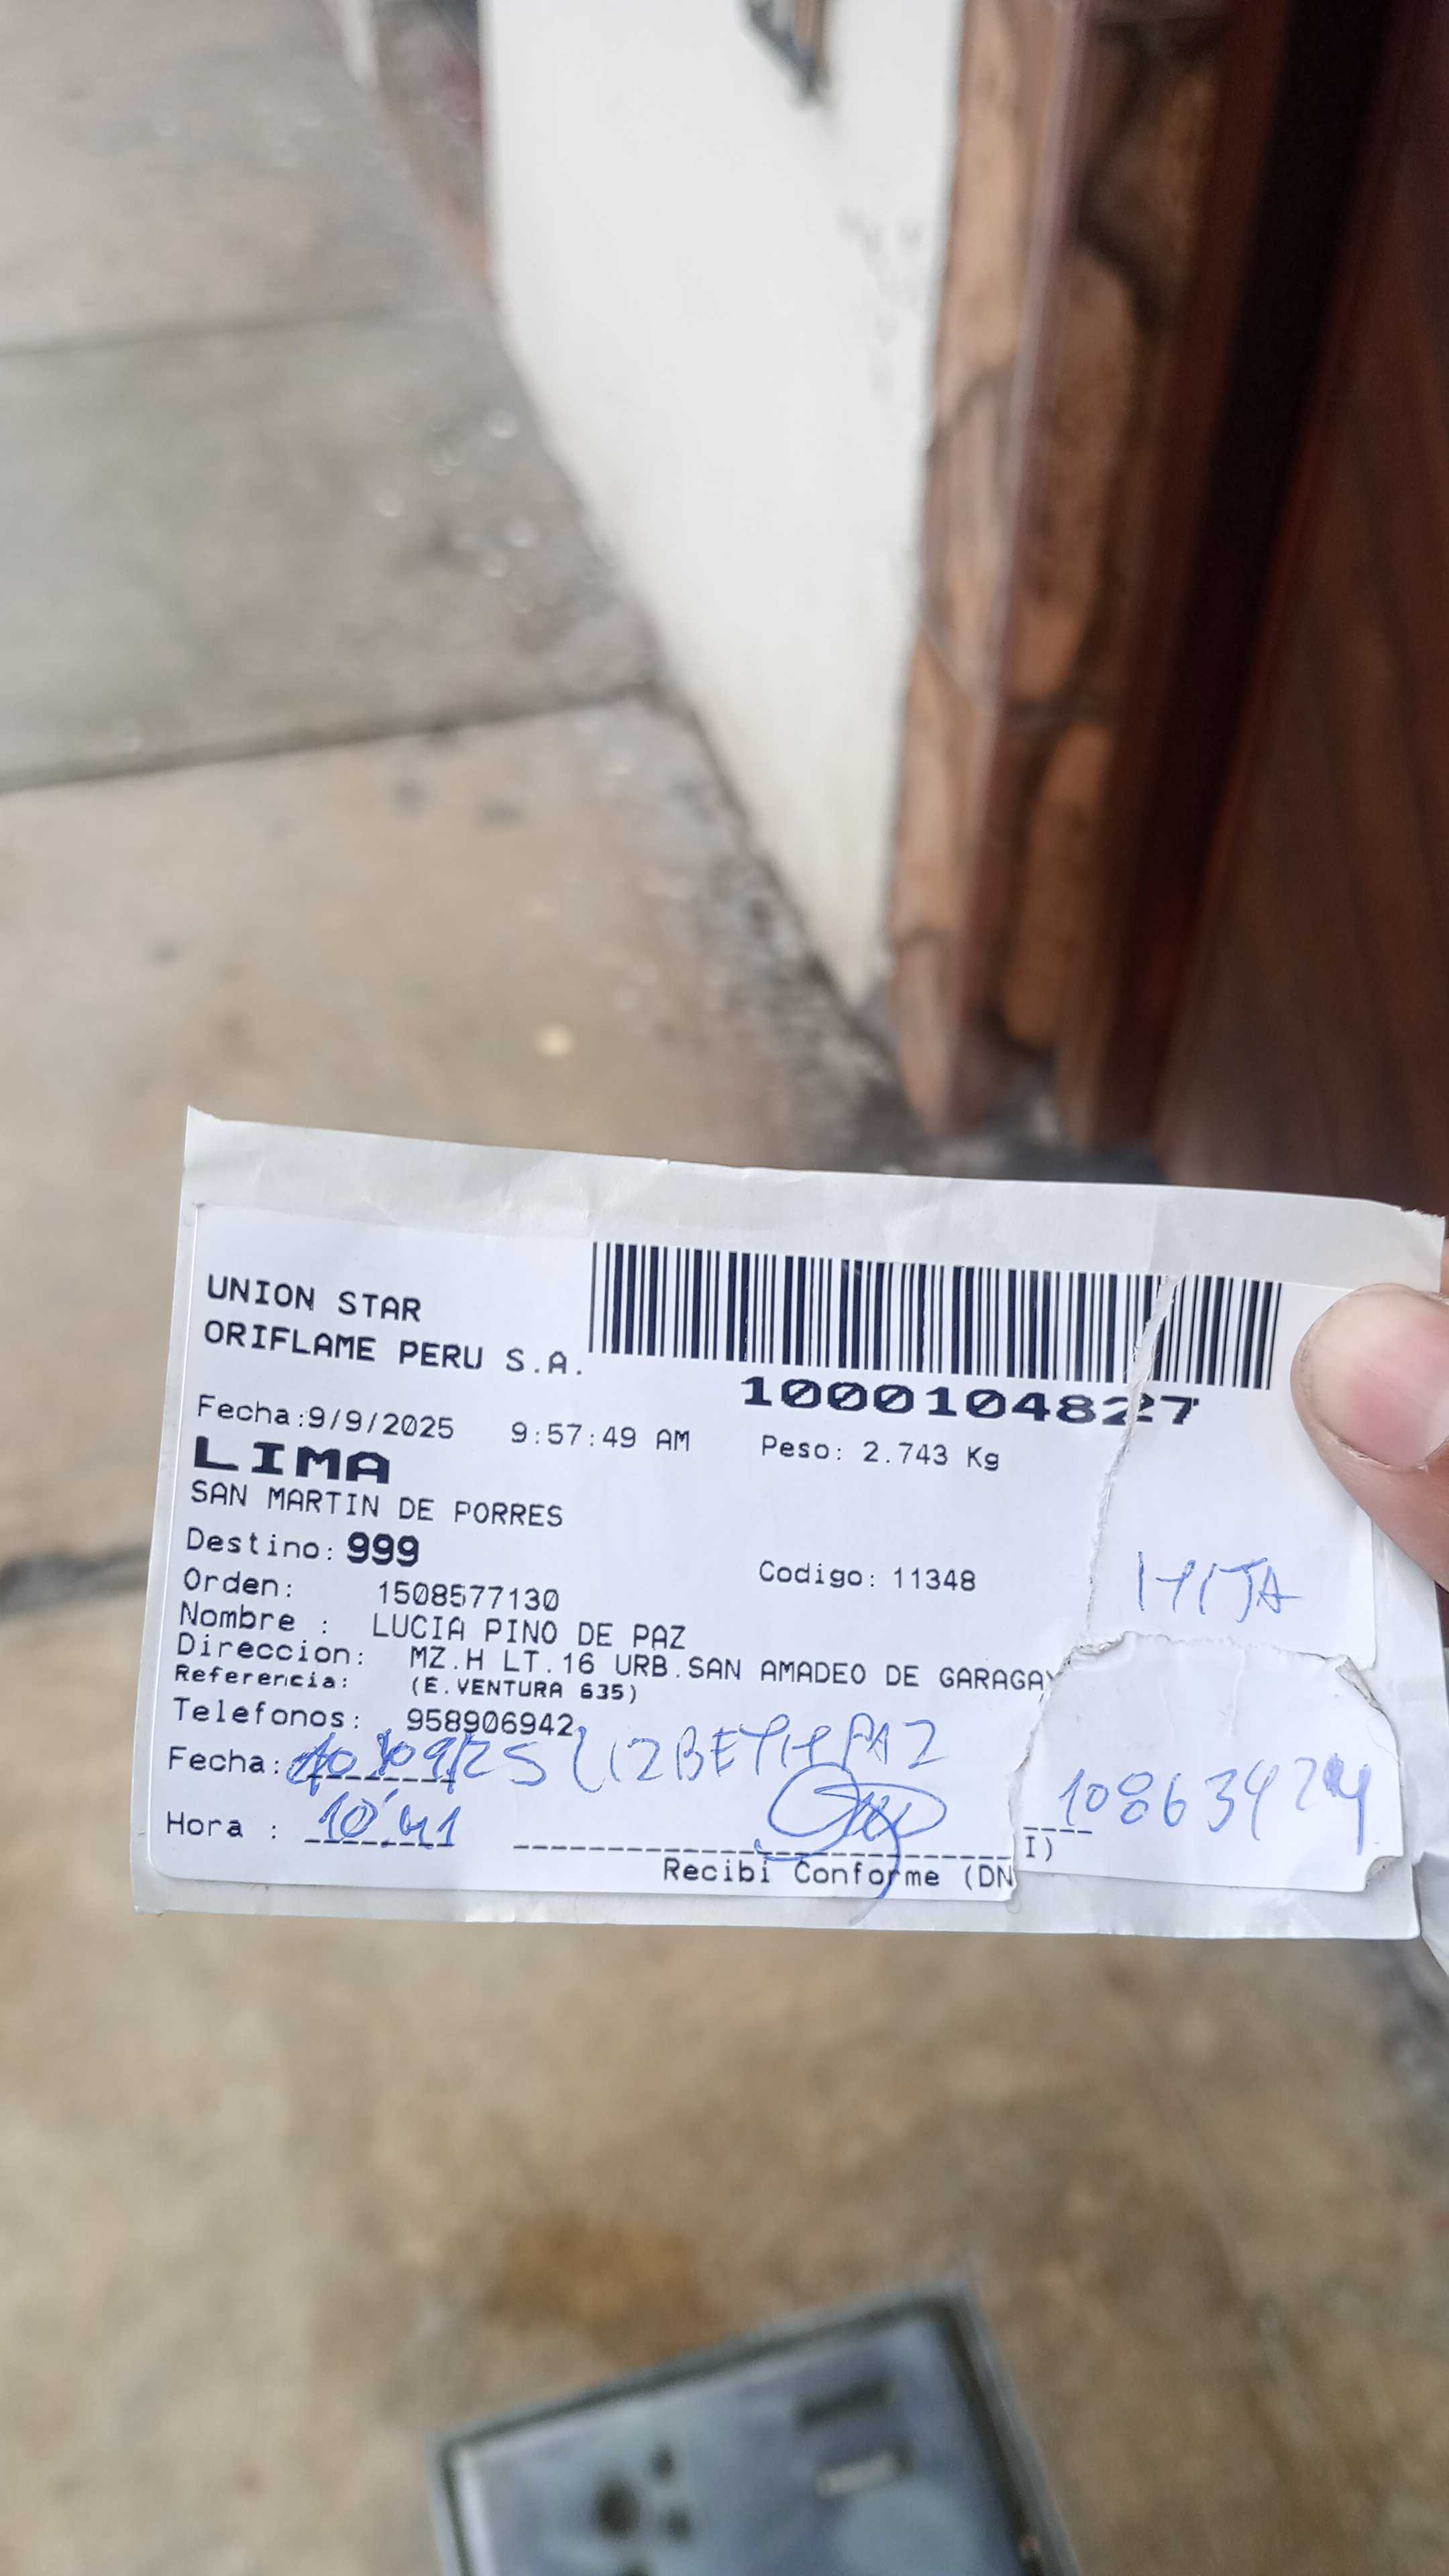 UNION STAR
ORIFLAME PERU S.A.
1000104827
Fecha:9/9/2025 9:57:49 AM Peso: 2.743 Kg
LIMA
SAN MARTIN DE PORRES
Destino: 999 Codigo: 11348
HIJA
Orden: 1508577130
Nombre : LUCIA PINO DE PAZ
Direccion: MZ.H LT.16 URB.SAN AMADEO DE GARAGAY
Referencia: (E.VENTURA 635)
Telefonos: 958906942
Fecha: 10/09/25 LIZBETH PAZ
Hora : 10:41
Recibi Conforme (DNI)